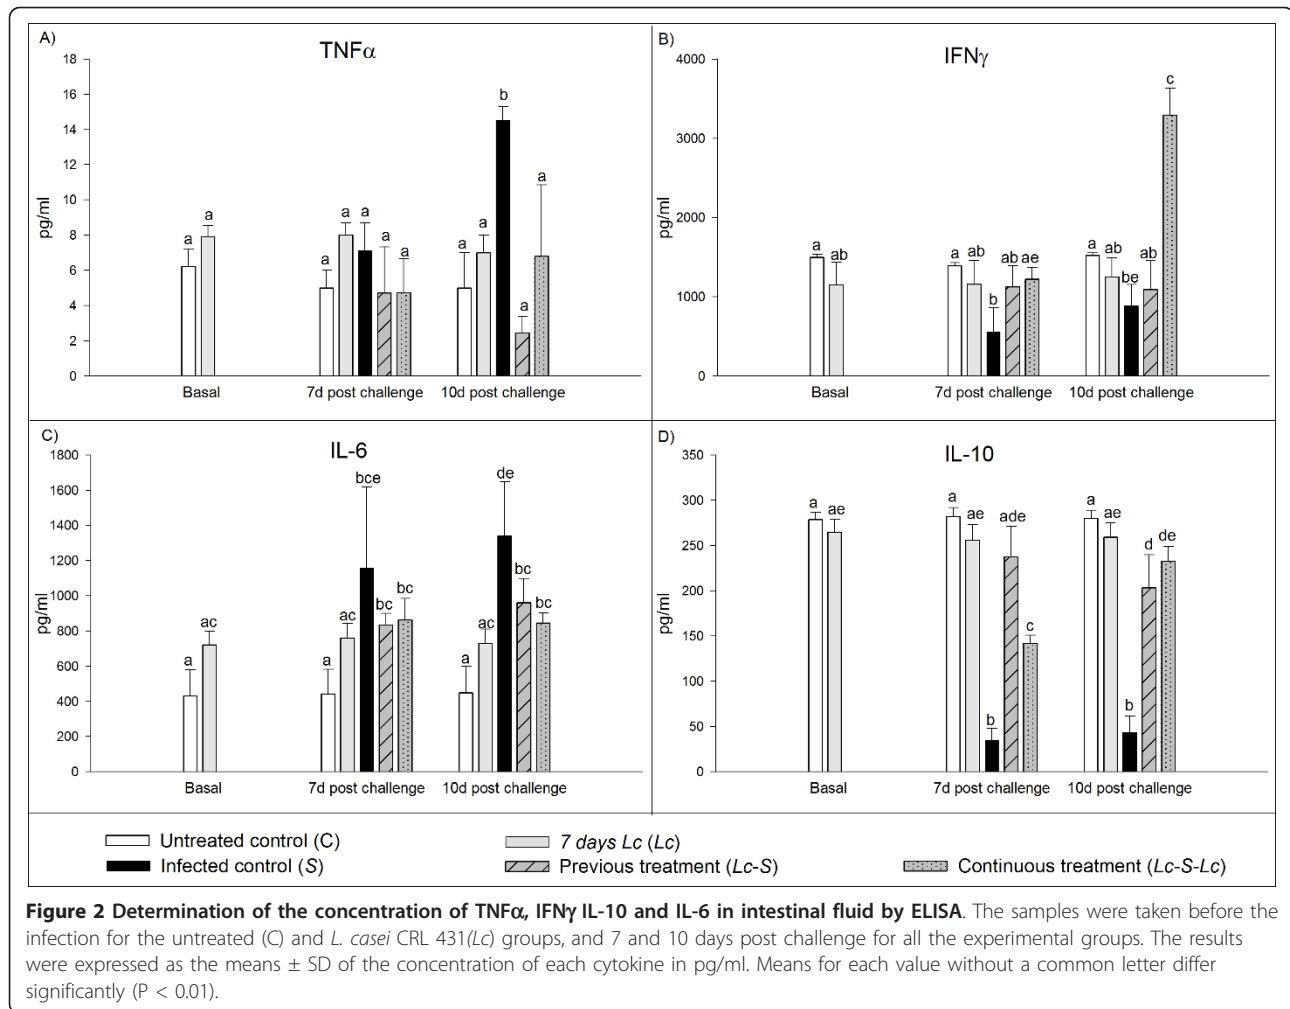 A)
TNFα
18
16
14
12
10
8
6
4
2
0
pg/ml
a
a
a
a
a
a
a
a
a
b
a
a
Basal
7d post challenge
10d post challenge
B)
IFNγ
4000
3000
2000
1000
0
pg/ml
a
ab
a
ab
b
ab
ae
a
ab
be
ab
c
Basal
7d post challenge
10d post challenge
C)
IL-6
1800
1600
1400
1200
1000
800
600
400
200
0
pg/ml
a
ac
a
ac
bce
bc
bc
a
ac
de
bc
bc
Basal
7d post challenge
10d post challenge
D)
IL-10
350
300
250
200
150
100
50
0
pg/ml
a
ae
a
ae
b
ade
c
a
ae
b
d
de
Basal
7d post challenge
10d post challenge
Untreated control (C)
7 days Lc (Lc)
Infected control (S)
Previous treatment (Lc-S)
Continuous treatment (Lc-S-Lc)
Figure 2 Determination of the concentration of TNFα, IFNγ IL-10 and IL-6 in intestinal fluid by ELISA. The samples were taken before the
infection for the untreated (C) and L. casei CRL 431(Lc) groups, and 7 and 10 days post challenge for all the experimental groups. The results
were expressed as the means ± SD of the concentration of each cytokine in pg/ml. Means for each value without a common letter differ
significantly (P < 0.01).